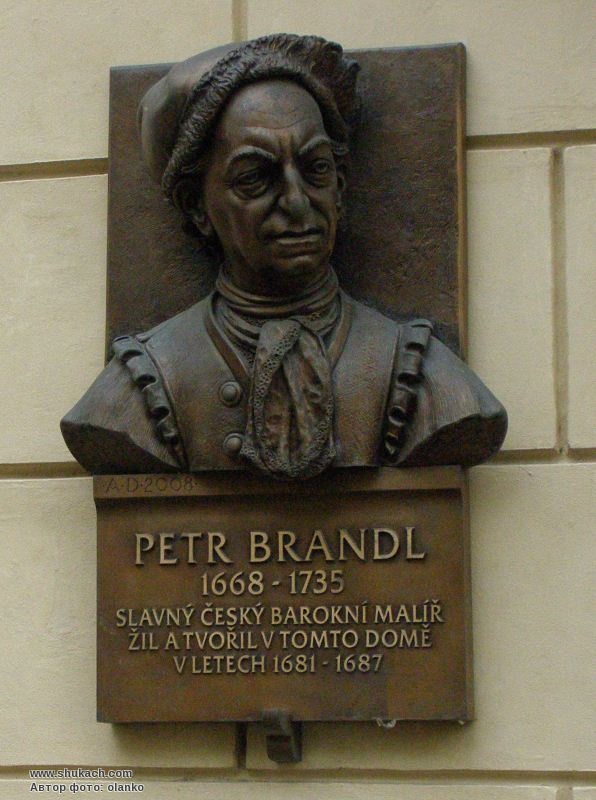 A·D·2008
PETR BRANDL
1668 - 1735
SLAVNÝ ČESKÝ BAROKNÍ MALÍŘ
ŽIL A TVOŘIL V TOMTO DOMĚ
V LETECH 1681 - 1687
www.shukach.com
Автор фото: olanko